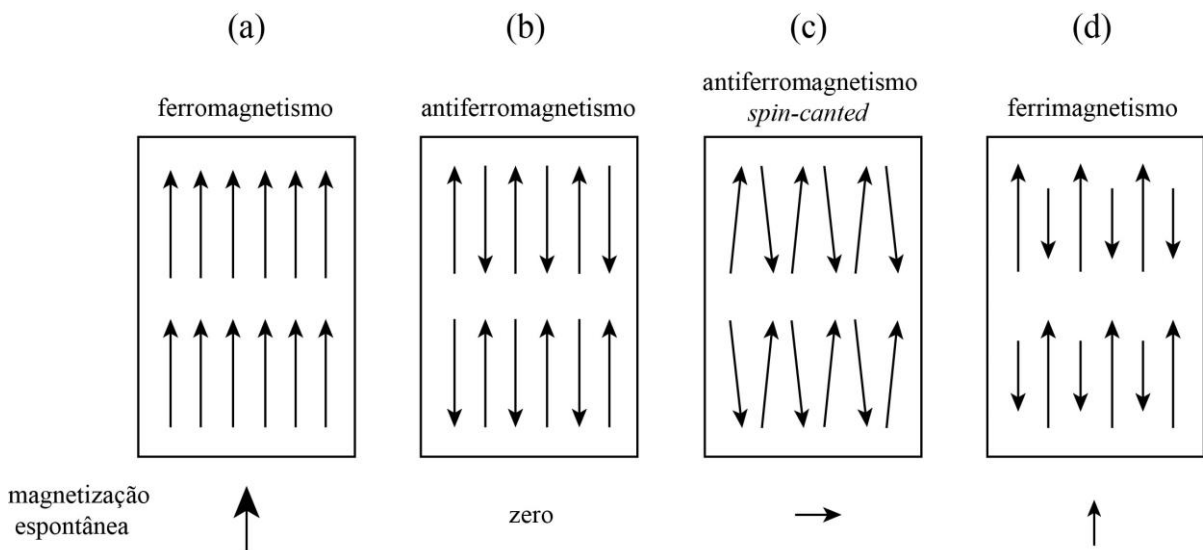 (a)
(b)
(c)
(d)
ferromagnetismo
antiferromagnetismo
antiferromagnetismo
spin-canted
ferrimagnetismo
magnetização
espontânea
zero